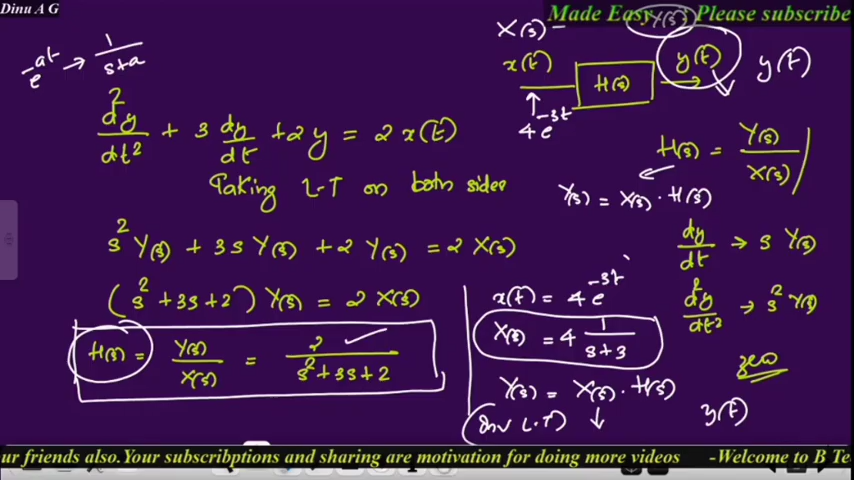 Dinu A G
Made Easy Please subscribe
Y(s)
X(s) =
e^-at → 1/(s+a)
x(t) H(s) y(t) y(t)
4e^-3t
d²y/dt² + 3 dy/dt + 2y = 2x(t)
H(s) = Y(s)/X(s)
Taking L.T on both sides
Y(s) = X(s) · H(s)
s² Y(s) + 3s Y(s) + 2 Y(s) = 2 X(s)
dy/dt → s Y(s)
(s² + 3s + 2) Y(s) = 2 X(s)
x(t) = 4e^-3t
d²y/dt² → s² Y(s)
H(s) = Y(s)/X(s) = 2/(s² + 3s + 2)
X(s) = 4 1/(s+3)
zero
Y(s) = X(s) · H(s)
Inv L.T) y(t)
ur friends also.Your subscribptions and sharing are motivation for doing more videos -Welcome to B Te